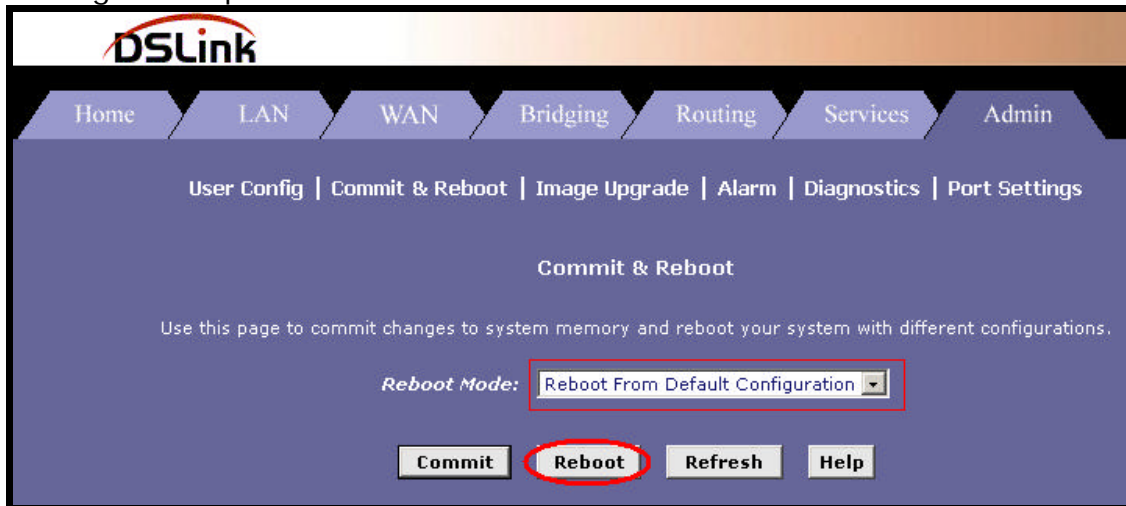 DSLink
Home LAN WAN Bridging Routing Services Admin
User Config | Commit & Reboot | Image Upgrade | Alarm | Diagnostics | Port Settings
Commit & Reboot
Use this page to commit changes to system memory and reboot your system with different configurations.
Reboot Mode: Reboot From Default Configuration
Commit Reboot Refresh Help